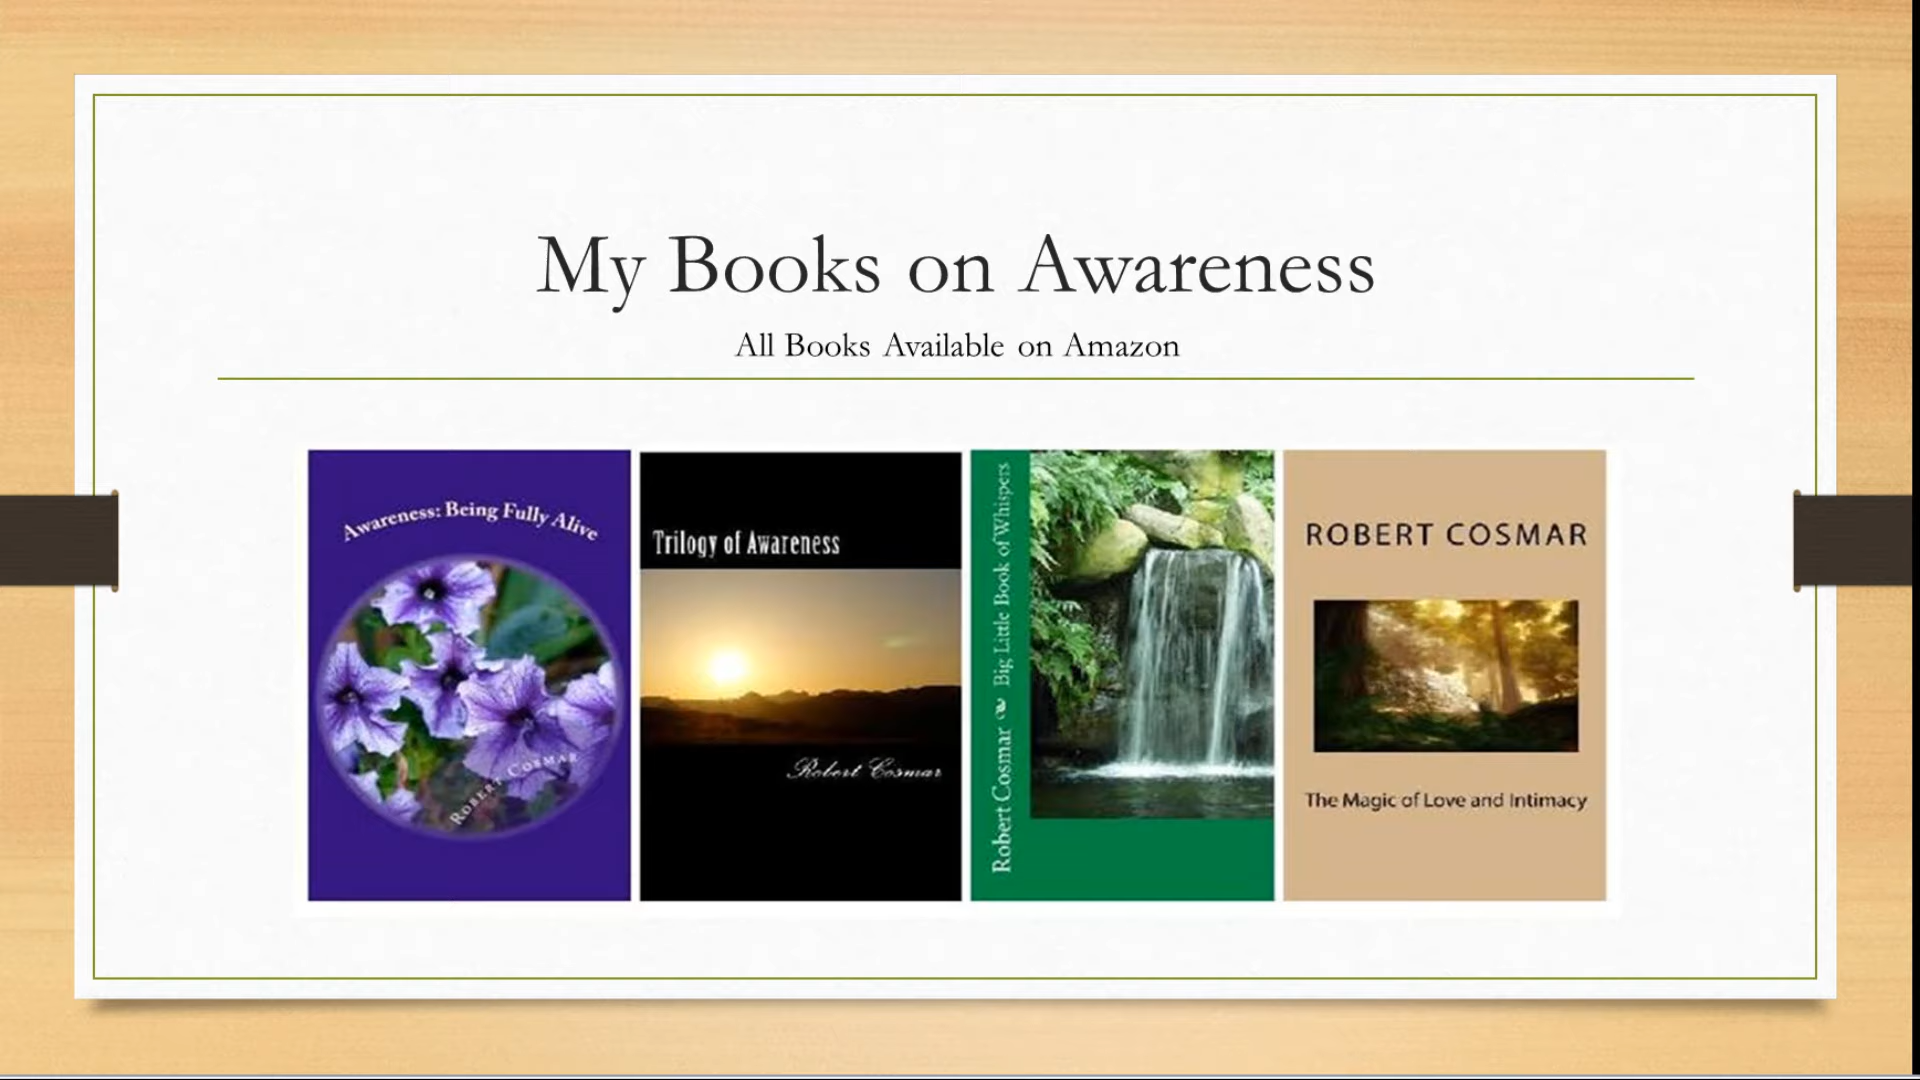 My Books on Awareness
All Books Available on Amazon
Awareness: Being Fully Alive
ROBERT COSMAR
Trilogy of Awareness
Robert Cosmar
Robert Cosmar Big Little Book of Whispers
ROBERT COSMAR
The Magic of Love and Intimacy